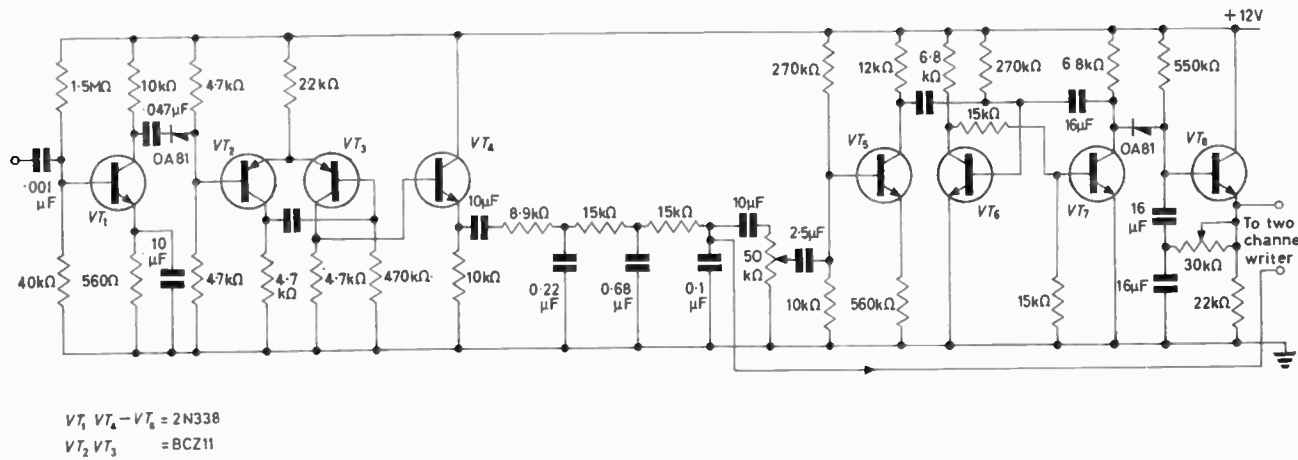 +12V
1·5MΩ
10kΩ
4·7kΩ
22kΩ
270kΩ
12kΩ
6·8 kΩ
270kΩ
6 8kΩ
550kΩ
·047µF
OA81
VT2
VT3
VT4
VT5
15kΩ
16µF
OA81
VT8
·001 µF
VT1
10µF
8·9kΩ
15kΩ
15kΩ
10µF
2·5µF
VT6
VT7
16 µF
To two channel writer
10 µF
50 kΩ
30kΩ
40kΩ
560Ω
4·7kΩ
4·7 kΩ
4·7kΩ
470kΩ
10kΩ
0·22 µF
0·68 µF
0·1 µF
10kΩ
560kΩ
15kΩ
16µF
22kΩ
VT1 VT4 – VT8 = 2N338
VT2 VT3 = BCZ11